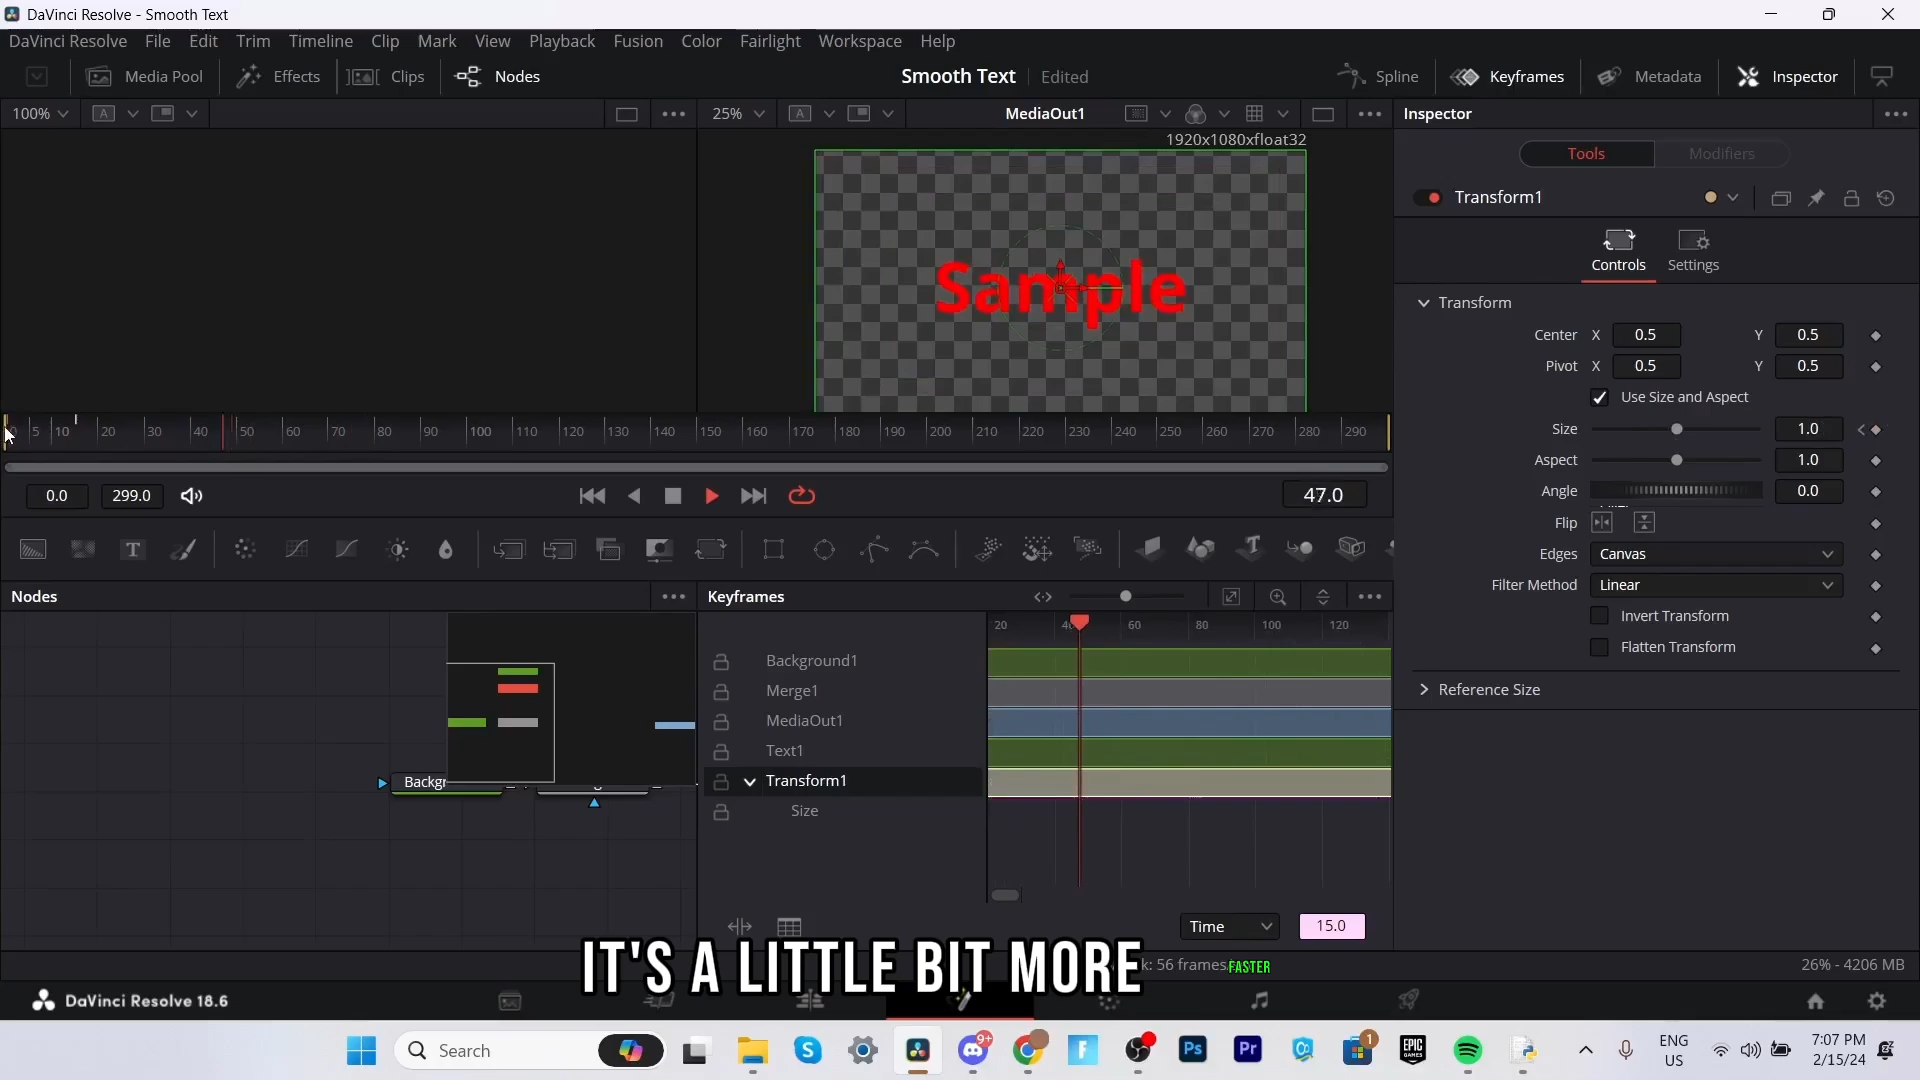 DaVinci Resolve - Smooth Text
DaVinci Resolve File Edit Trim Timeline Clip Mark View Playback Fusion Color Fairlight Workspace Help
Media Pool Effects Clips Nodes Smooth Text Edited Spline Keyframes Metadata Inspector
100% A 25% A MediaOut1 Inspector
1920x1080xfloat32
Tools Modifiers
Transform1
Controls Settings
Sample
Transform
Center X 0.5 Y 0.5
Pivot X 0.5 Y 0.5
Use Size and Aspect
Size 1.0
Aspect 1.0
Angle 0.0
Flip
Edges Canvas
Filter Method Linear
Invert Transform
Flatten Transform
Reference Size
5 10 20 30 40 50 60 70 80 90 100 110 120 130 140 150 160 170 180 190 200 210 220 230 240 250 260 270 280 290
0.0 299.0 47.0
T T
Nodes Keyframes
20 60 80 100 120
Background1
Merge1
MediaOut1
Text1
Transform1
Size
Backgr
Time 15.0
IT'S A LITTLE BIT MORE FASTER
k: 56 frames
26% - 4206 MB
DaVinci Resolve 18.6
Search
9+
F
Ps
Pr
1
EPIC GAMES
ENG
US
7:07 PM
2/15/24